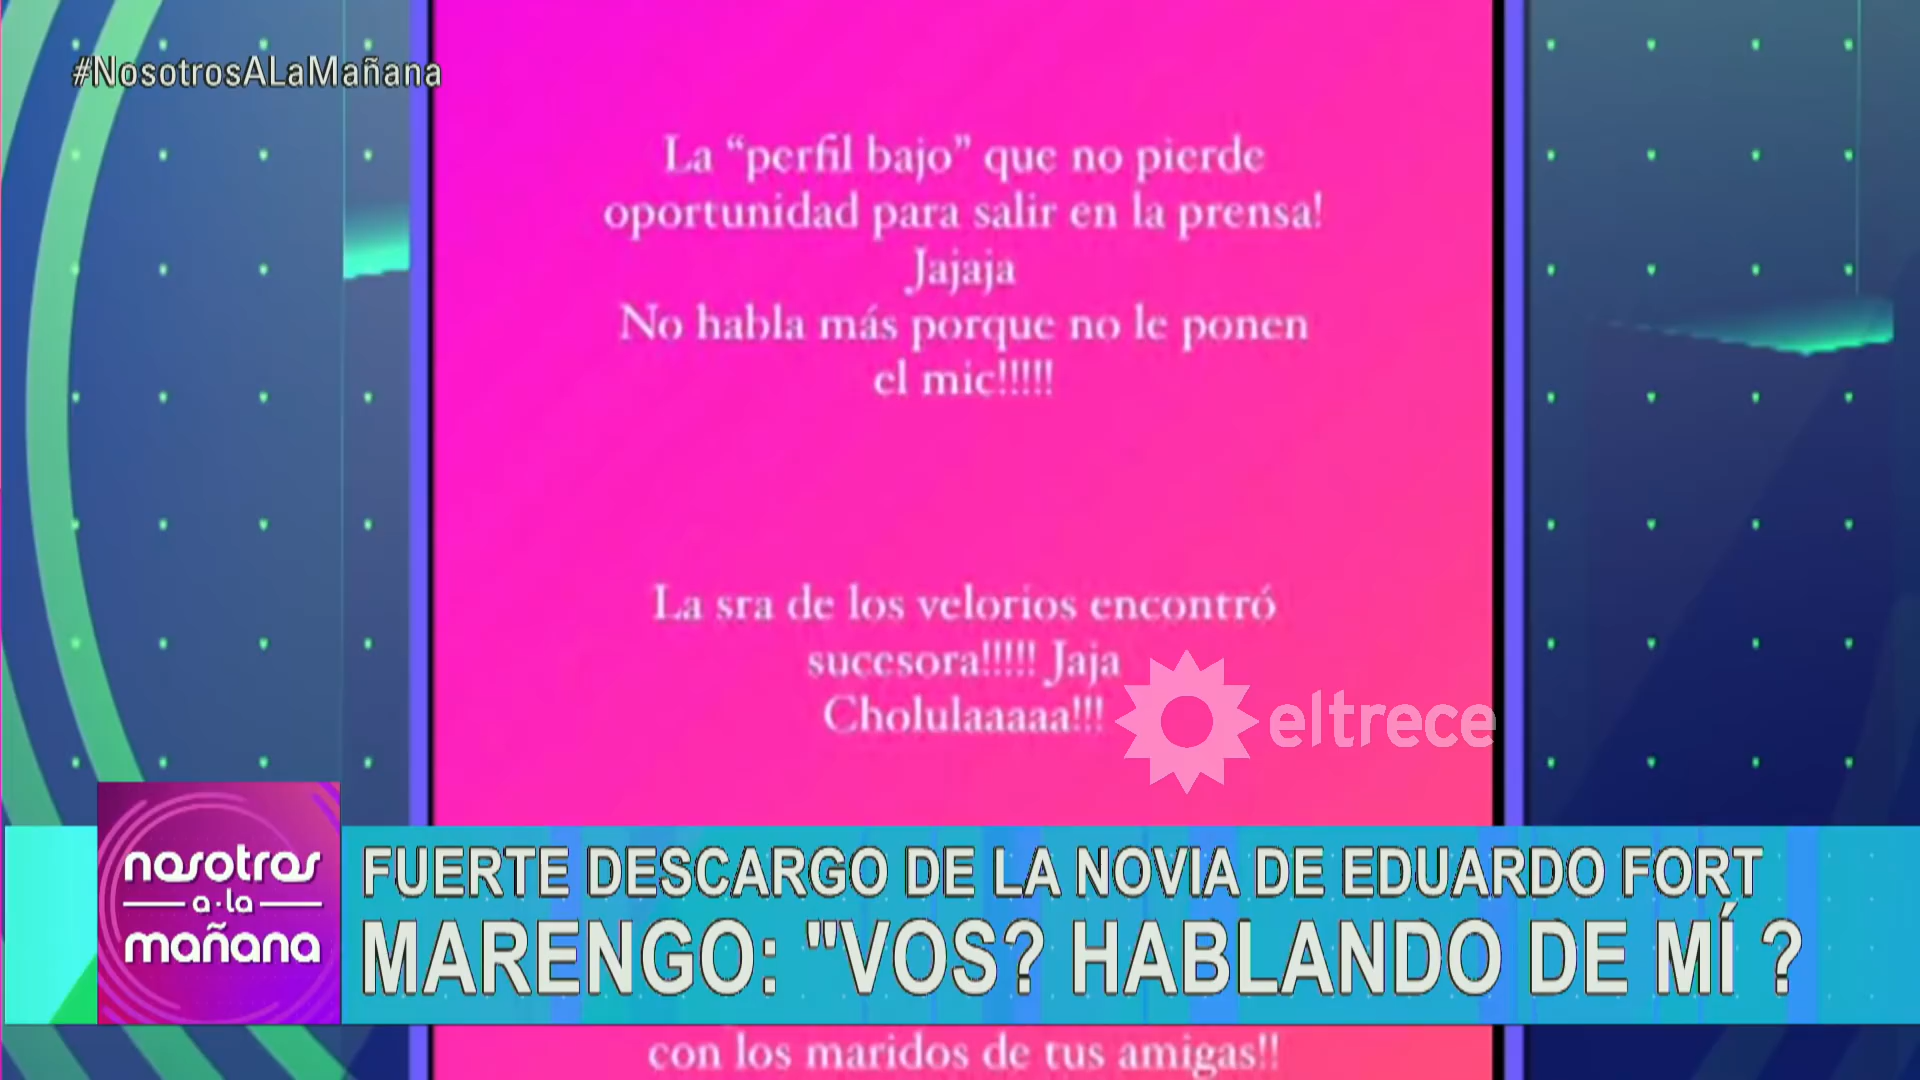 #NosotrosALaMañana
La “perfil bajo” que no pierde
oportunidad para salir en la prensa!
Jajaja
No habla más porque no le ponen
el mic!!!!!
La sra de los velorios encontró
sucesora!!!!! Jaja
Cholulaaaaa!!!
eltrece
nosotros
a·la
mañana
FUERTE DESCARGO DE LA NOVIA DE EDUARDO FORT
MARENGO: "VOS? HABLANDO DE MÍ ?
con los maridos de tus amigas!!